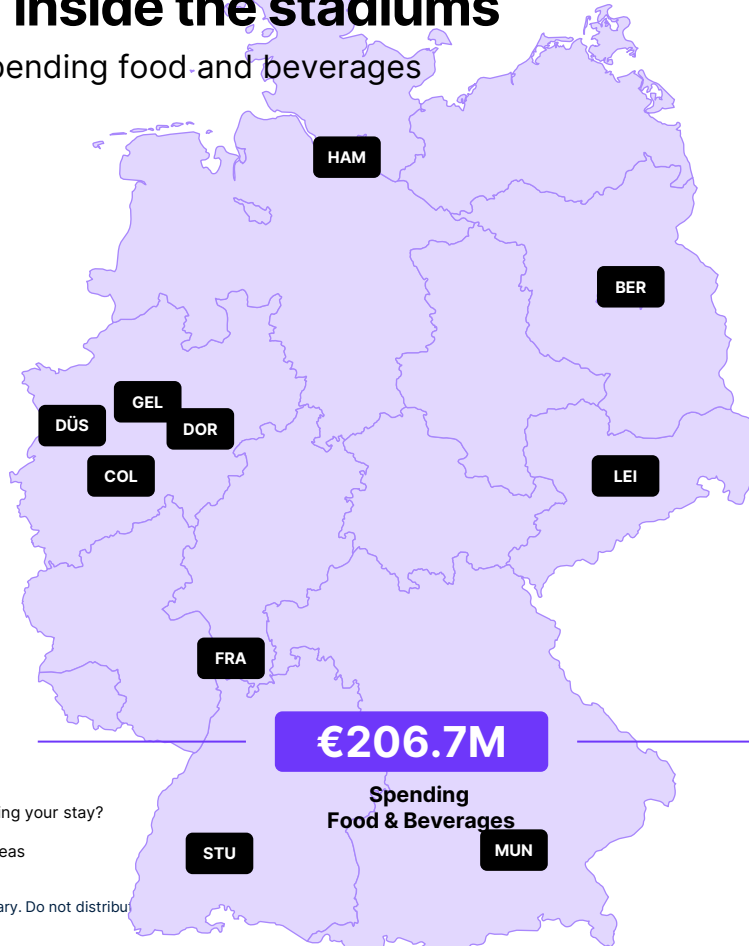 inside the stadiums
pending food and beverages
HAM
BER
GEL
DÜS
DOR
COL
LEI
FRA
€206.7M
Spending
Food & Beverages
ing your stay?
MUN
STU
eas
ary. Do not distribu